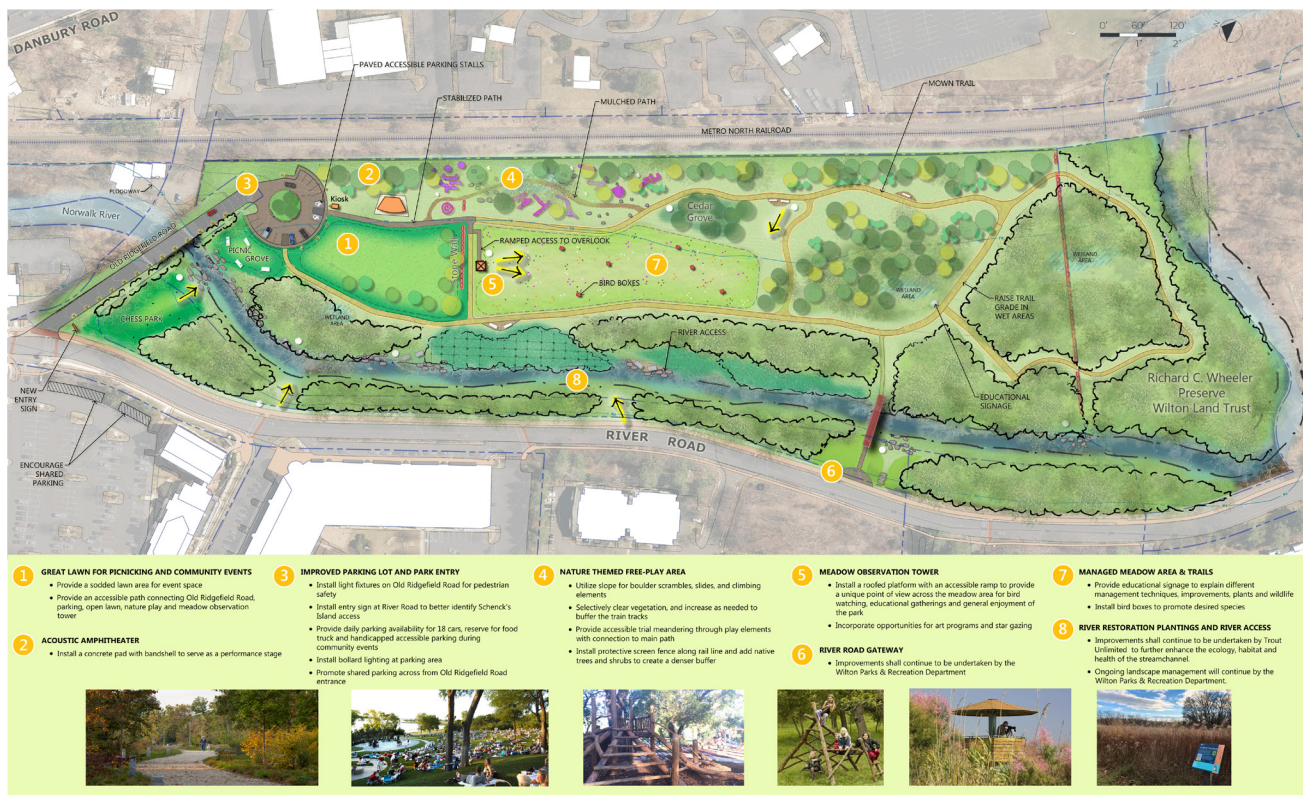 DANBURY ROAD
0' 60' 120'
1" 2"
N
PAVED ACCESSIBLE PARKING STALLS
STABILIZED PATH
MULCHED PATH
MOWN TRAIL
METRO NORTH RAILROAD
FLOODWAY
3
2
4
Kiosk
Norwalk River
OLD RIDGEFIELD ROAD
Cedar
Grove
PICNIC
GROVE
1
Stone Wall
RAMPED ACCESS TO OVERLOOK
7
5
BIRD BOXES
WETLAND
AREA
WETLAND
AREA
RAISE TRAIL
GRADE IN
WET AREAS
CHESS PARK
WETLAND
AREA
RIVER ACCESS
8
NEW
ENTRY
SIGN
EDUCATIONAL
SIGNAGE
Richard C. Wheeler
Preserve
Wilton Land Trust
RIVER ROAD
6
ENCOURAGE
SHARED
PARKING
1 GREAT LAWN FOR PICNICKING AND COMMUNITY EVENTS
• Provide a sodded lawn area for event space
• Provide an accessible path connecting Old Ridgefield Road,
parking, open lawn, nature play and meadow observation
tower
2 ACOUSTIC AMPHITHEATER
• Install a concrete pad with bandshell to serve as a performance stage
3 IMPROVED PARKING LOT AND PARK ENTRY
• Install light fixtures on Old Ridgefield Road for pedestrian
safety
• Install entry sign at River Road to better identify Schenck's
Island access
• Provide daily parking availability for 18 cars, reserve for food
truck and handicapped accessible parking during
community events
• Install bollard lighting at parking area
• Promote shared parking across from Old Ridgefield Road
entrance
4 NATURE THEMED FREE-PLAY AREA
• Utilize slope for boulder scrambles, slides, and climbing
elements
• Selectively clear vegetation, and increase as needed to
buffer the train tracks
• Provide accessible trial meandering through play elements
with connection to main path
• Install protective screen fence along rail line and add native
trees and shrubs to create a denser buffer
5 MEADOW OBSERVATION TOWER
• Install a roofed platform with an accessible ramp to provide
a unique point of view across the meadow area for bird
watching, educational gatherings and general enjoyment of
the park
• Incorporate opportunities for art programs and star gazing
6 RIVER ROAD GATEWAY
• Improvements shall continue to be undertaken by the
Wilton Parks & Recreation Department
7 MANAGED MEADOW AREA & TRAILS
• Provide educational signage to explain different
management techniques, improvements, plants and wildlife
• Install bird boxes to promote desired species
8 RIVER RESTORATION PLANTINGS AND RIVER ACCESS
• Improvements shall continue to be undertaken by Trout
Unlimited to further enhance the ecology, habitat and
health of the streamchannel.
• Ongoing landscape management will continue by the
Wilton Parks & Recreation Department.